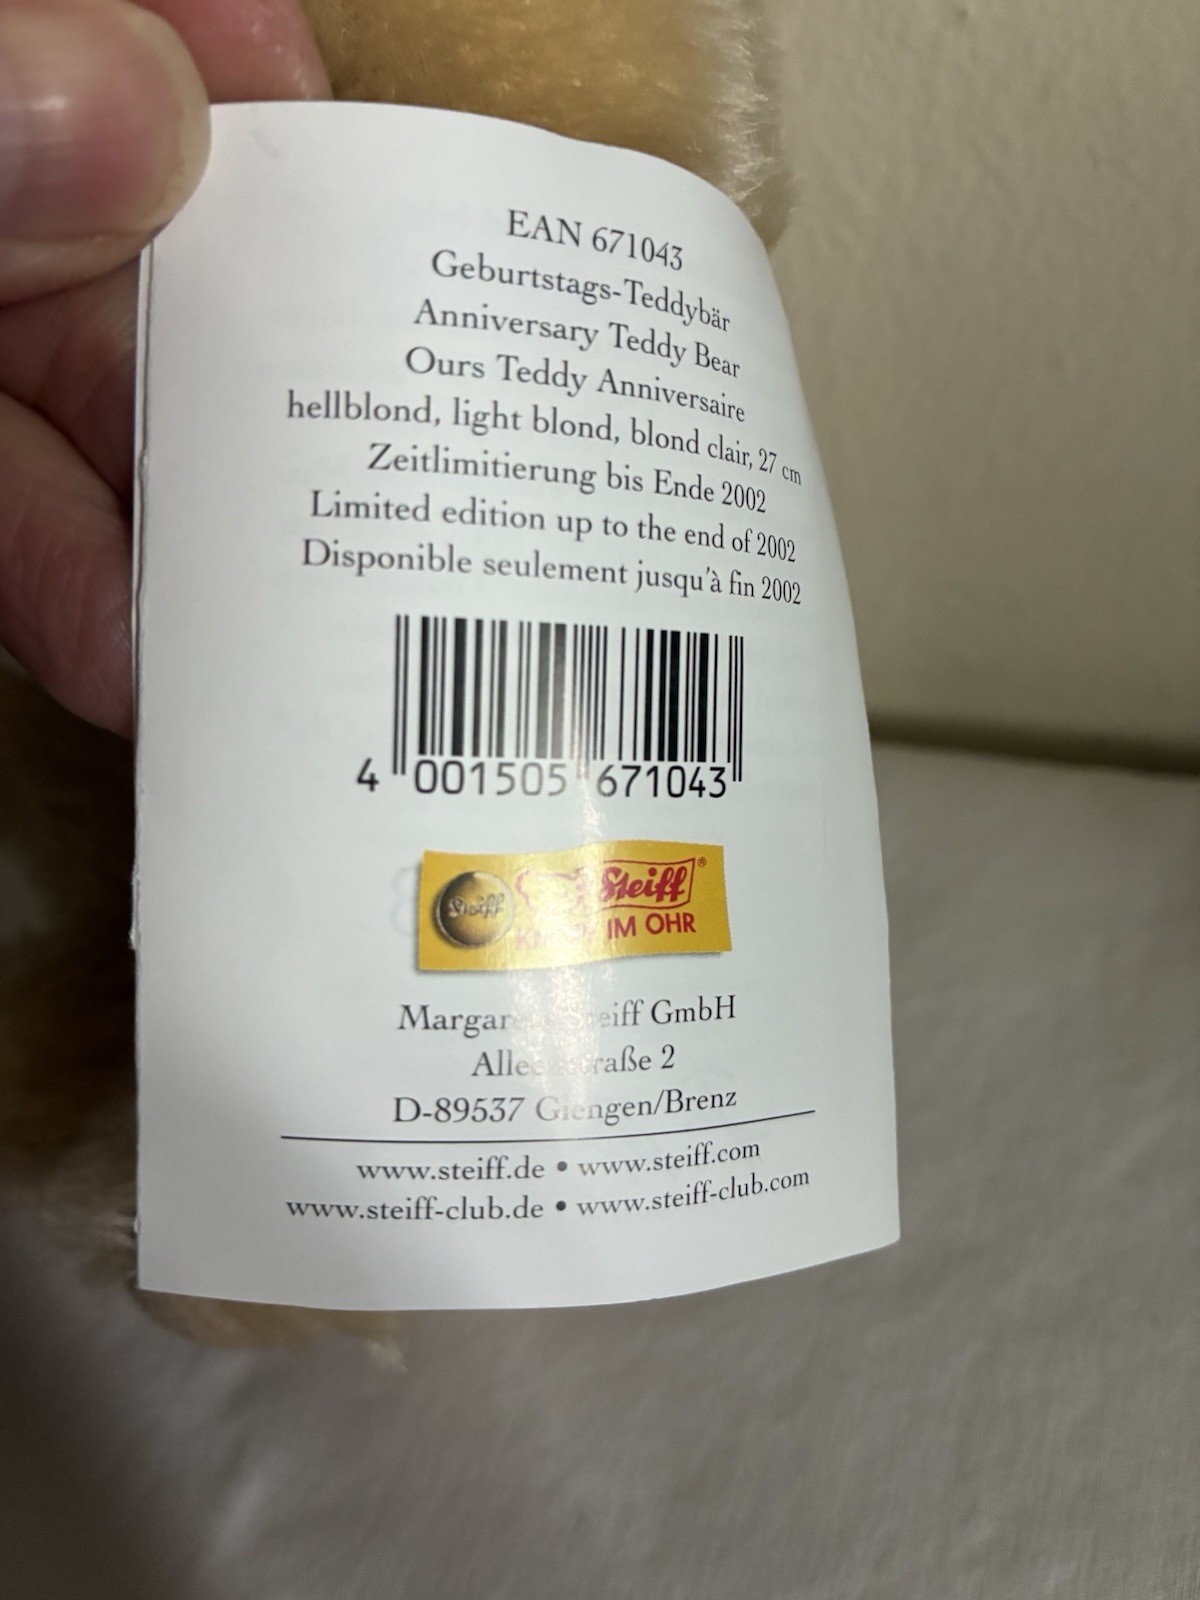 EAN 671043
Geburtstags-Teddybär
Anniversary Teddy Bear
Ours Teddy Anniversaire
hellblond, light blond, blond clair, 27 cm
Zeitlimitierung bis Ende 2002
Limited edition up to the end of 2002
Disponible seulement jusqu'à fin 2002
4 001505 671043
Steiff Steiff®
IM OHR
GmbH
2
D-89537 Giengen/Brenz
www.steiff.de • www.steiff.com
www.steiff-club.de • www.steiff-club.com